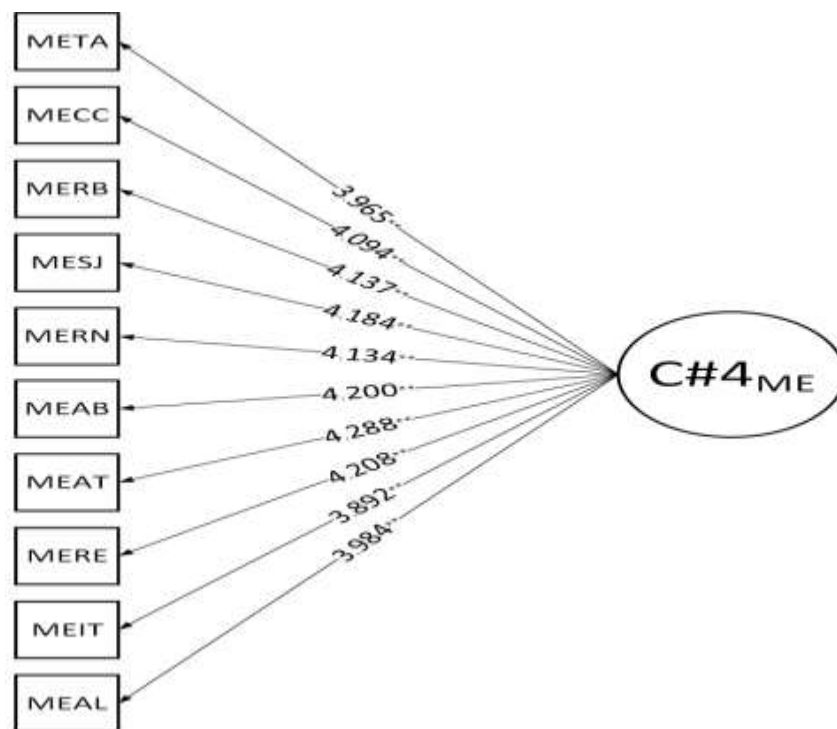 META
MECC
MERB
MESJ
MERN
MEAB
MEAT
MERE
MEIT
MEAL
3.965**
4.094**
4.137**
4.184**
4.134**
4.200**
4.288**
4.208**
3.892**
3.984**
C#4ME